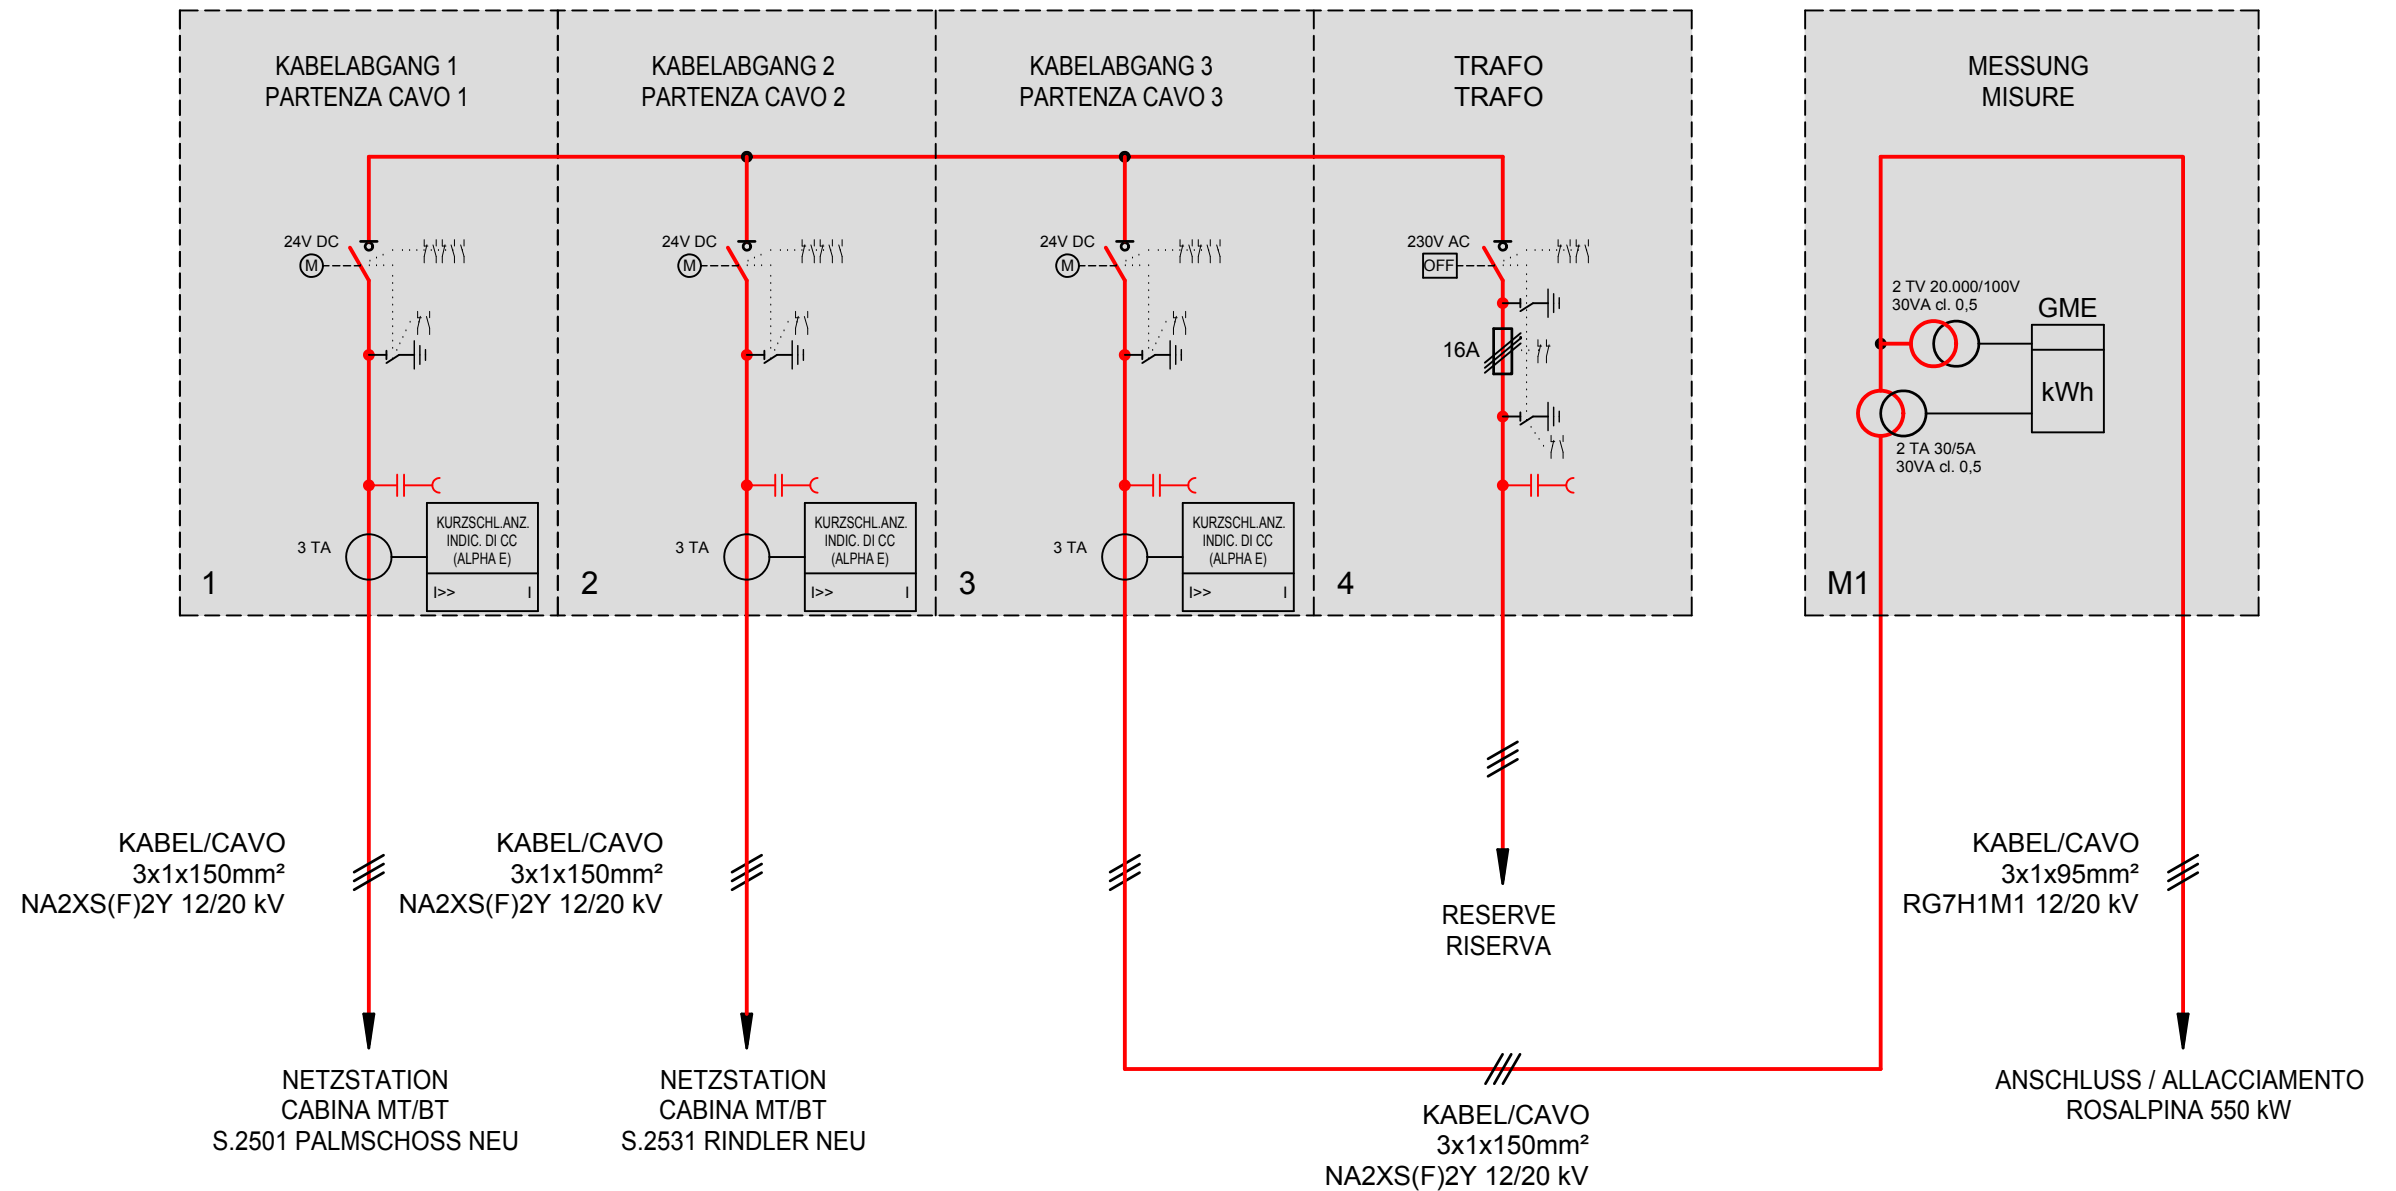 KABELABGANG 1
PARTENZA CAVO 1
KABELABGANG 2
PARTENZA CAVO 2
KABELABGANG 3
PARTENZA CAVO 3
TRAFO
TRAFO
MESSUNG
MISURE
24V DC
M
24V DC
M
24V DC
M
230V AC
OFF
16A
2 TV 20.000/100V
30VA cl. 0,5
GME
kWh
2 TA 30/5A
30VA cl. 0,5
3 TA
KURZSCHL.ANZ.
INDIC. DI CC
(ALPHA E)
I>> I
3 TA
KURZSCHL.ANZ.
INDIC. DI CC
(ALPHA E)
I>> I
3 TA
KURZSCHL.ANZ.
INDIC. DI CC
(ALPHA E)
I>> I
1
2
3
4
M1
KABEL/CAVO
3x1x150mm²
NA2XS(F)2Y 12/20 kV
KABEL/CAVO
3x1x150mm²
NA2XS(F)2Y 12/20 kV
RESERVE
RISERVA
KABEL/CAVO
3x1x95mm²
RG7H1M1 12/20 kV
NETZSTATION
CABINA MT/BT
S.2501 PALMSCHOSS NEU
NETZSTATION
CABINA MT/BT
S.2531 RINDLER NEU
KABEL/CAVO
3x1x150mm²
NA2XS(F)2Y 12/20 kV
ANSCHLUSS / ALLACCIAMENTO
ROSALPINA 550 kW